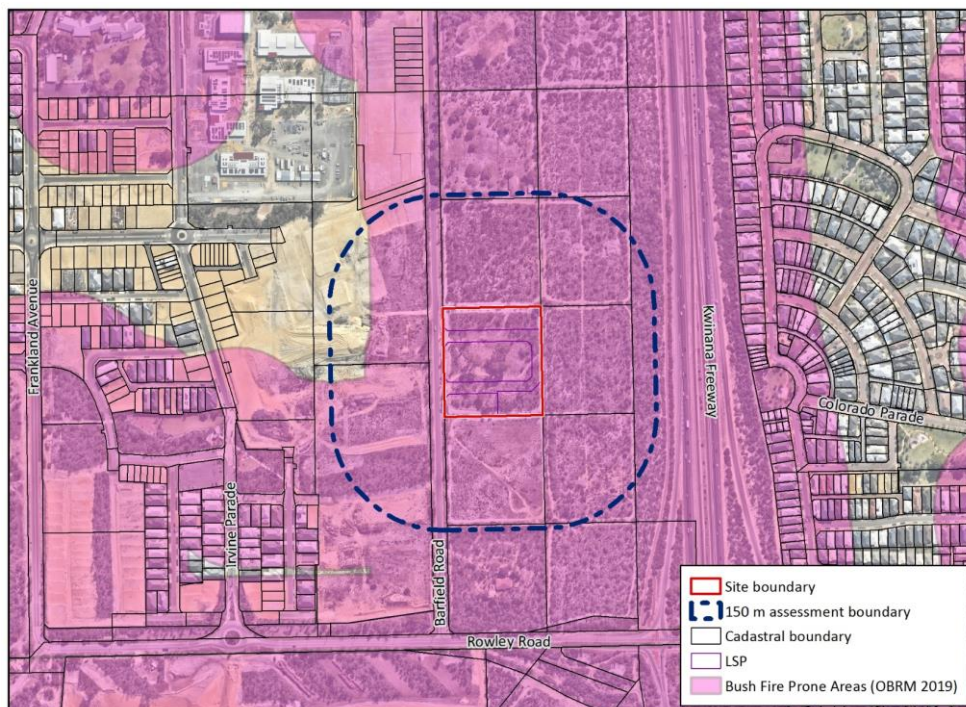 Frankland Avenue
Irvine Parade
Barfield Road
Rowley Road
Kwinana Freeway
Colorado Parade
Site boundary
150 m assessment boundary
Cadastral boundary
LSP
Bush Fire Prone Areas (OBRM 2019)